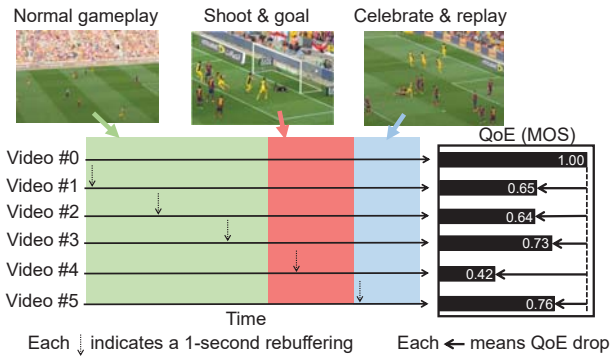 Normal gameplay Shoot & goal Celebrate & replay
QoE (MOS)
Video #0 1.00
Video #1 0.65
Video #2 0.64
Video #3 0.73
Video #4 0.42
Video #5 0.76
Time
Each indicates a 1-second rebuffering Each means QoE drop